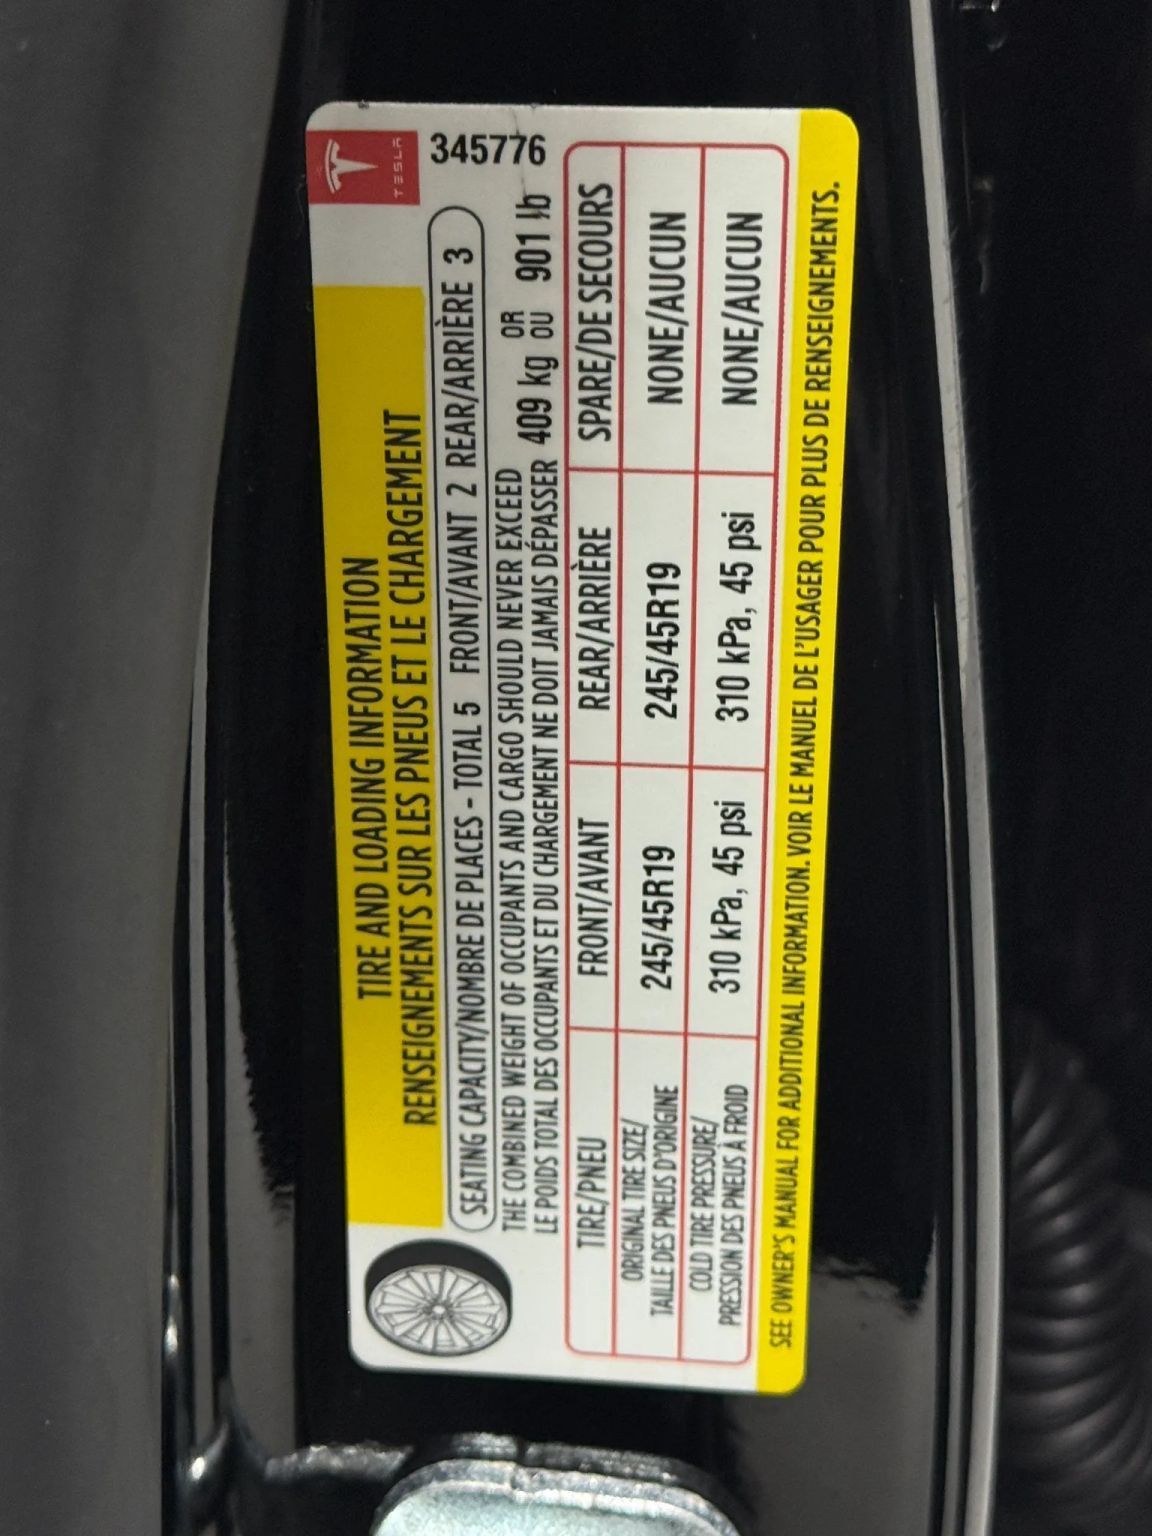 TESLA
345776
TIRE AND LOADING INFORMATION
RENSEIGNEMENTS SUR LES PNEUS ET LE CHARGEMENT
SEATING CAPACITY/NOMBRE DE PLACES - TOTAL 5 FRONT/AVANT 2 REAR/ARRIÈRE 3
THE COMBINED WEIGHT OF OCCUPANTS AND CARGO SHOULD NEVER EXCEED
LE POIDS TOTAL DES OCCUPANTS ET DU CHARGEMENT NE DOIT JAMAIS DÉPASSER
409 kg OR OU 901 lb
TIRE/PNEU FRONT/AVANT REAR/ARRIÈRE SPARE/DE SECOURS
ORIGINAL TIRE SIZE/
TAILLE DES PNEUS D'ORIGINE
245/45R19 245/45R19 NONE/AUCUN
COLD TIRE PRESSURE/
PRESSION DES PNEUS À FROID
310 kPa, 45 psi 310 kPa, 45 psi NONE/AUCUN
SEE OWNER'S MANUAL FOR ADDITIONAL INFORMATION. VOIR LE MANUEL DE L'USAGER POUR PLUS DE RENSEIGNEMENTS.